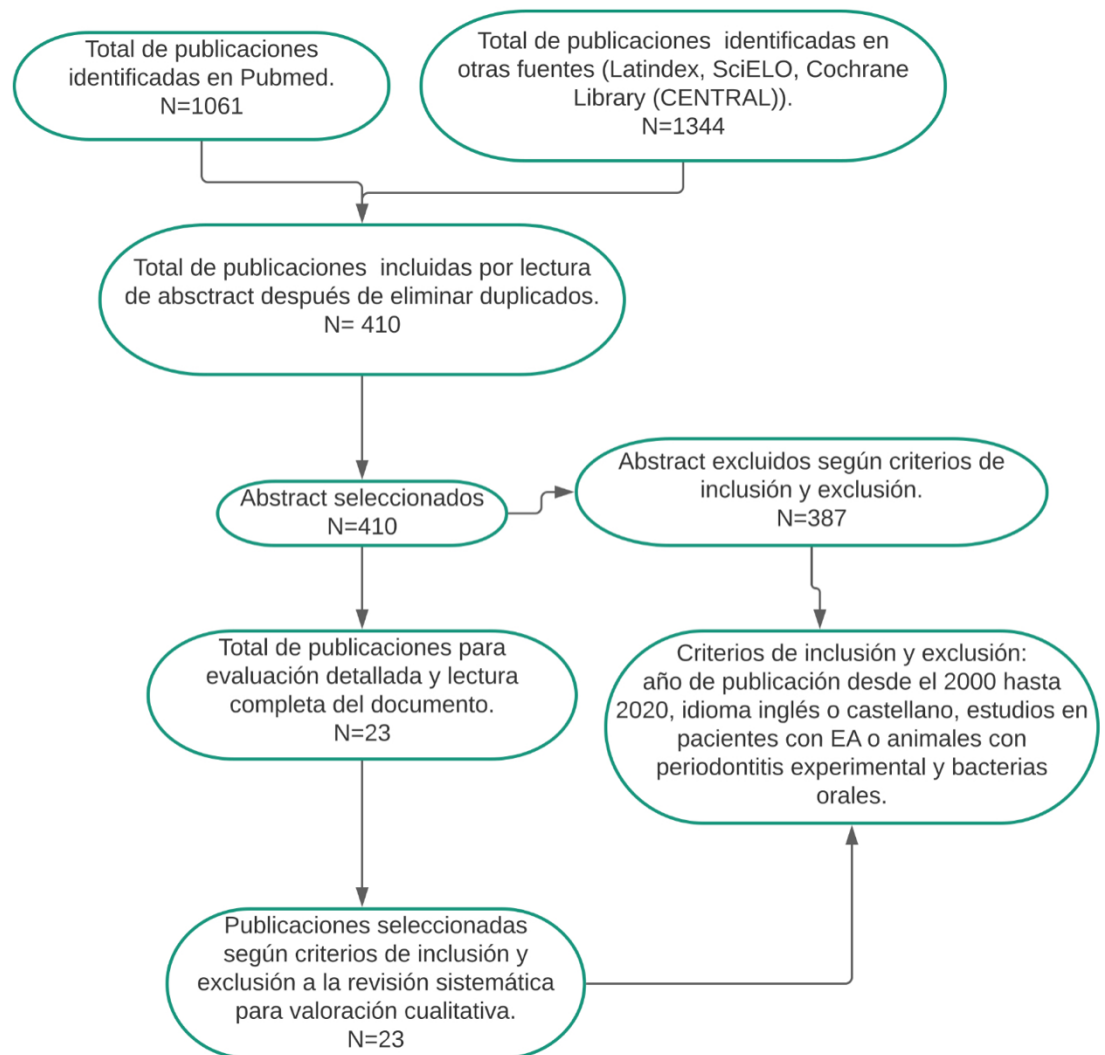 Total de publicaciones
identificadas en Pubmed.
N=1061
Total de publicaciones identificadas en
otras fuentes (Latindex, SciELO, Cochrane
Library (CENTRAL)).
N=1344
Total de publicaciones incluidas por lectura
de absctract después de eliminar duplicados.
N= 410
Abstract seleccionados
N=410
Abstract excluidos según criterios de
inclusión y exclusión.
N=387
Total de publicaciones para
evaluación detallada y lectura
completa del documento.
N=23
Criterios de inclusión y exclusión:
año de publicación desde el 2000 hasta
2020, idioma inglés o castellano, estudios en
pacientes con EA o animales con
periodontitis experimental y bacterias
orales.
Publicaciones seleccionadas
según criterios de inclusión y
exclusión a la revisión sistemática
para valoración cualitativa.
N=23